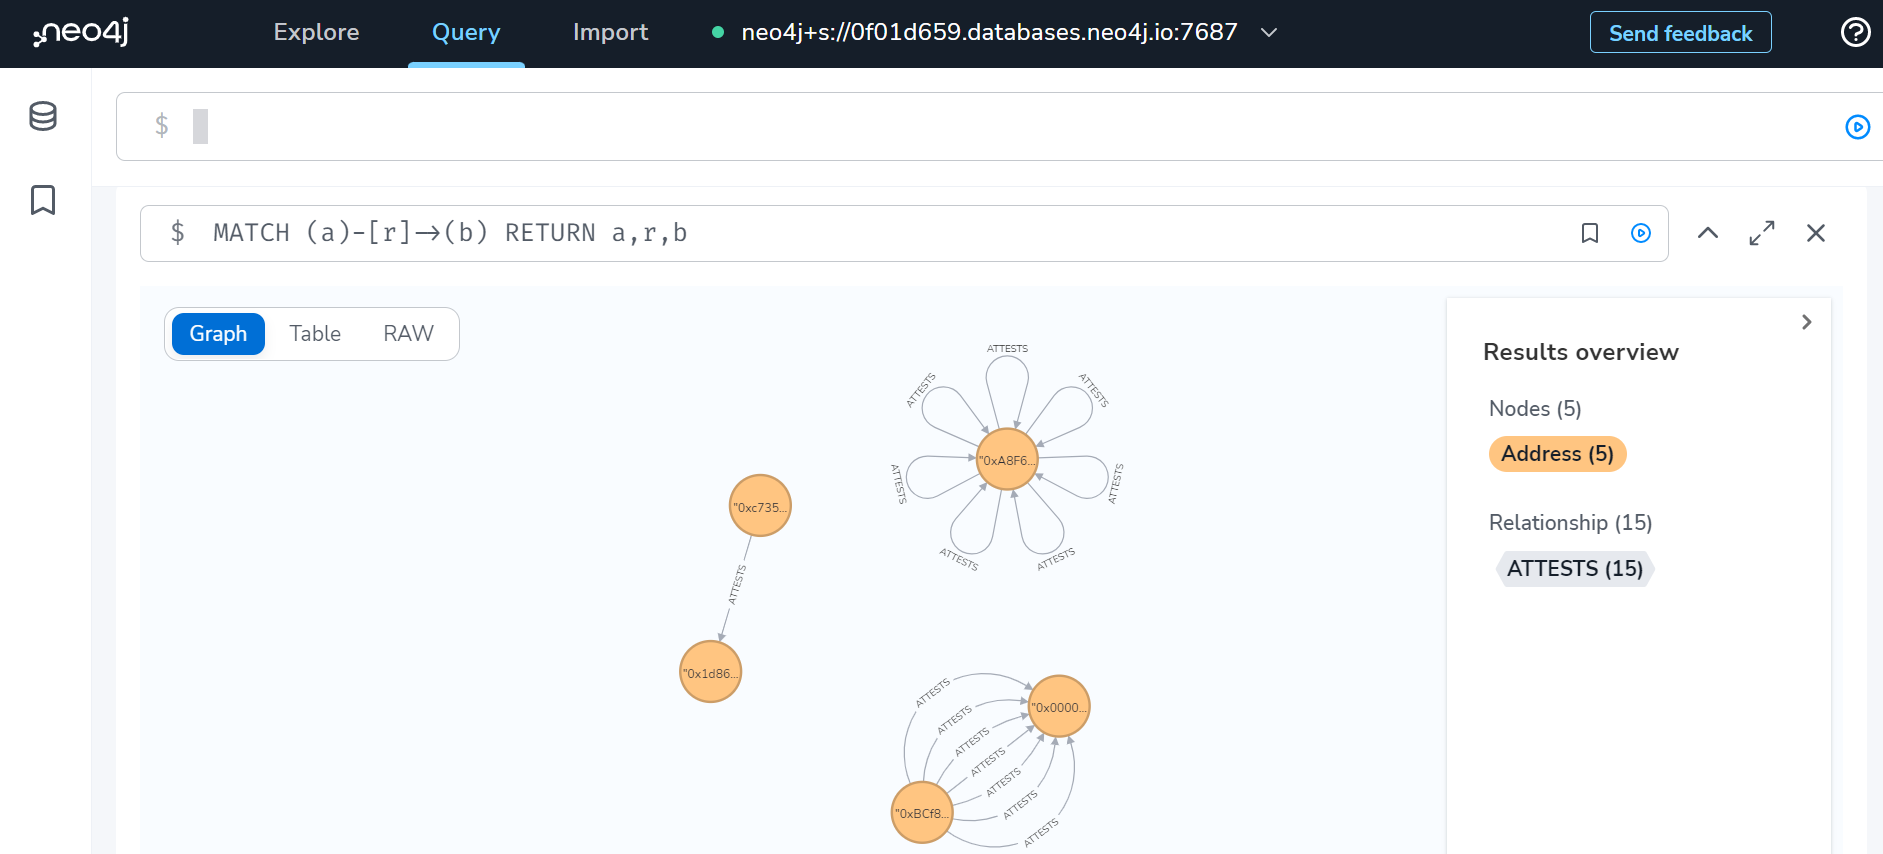 neo4j Explore Query Import neo4j+s://0f01d659.databases.neo4j.io:7687 Send feedback ?
$
$ MATCH (a)-[r]→(b) RETURN a,r,b
Graph Table RAW
Results overview
Nodes (5)
Address (5)
Relationship (15)
ATTESTS (15)
ATTESTS
ATTESTS
ATTESTS
ATTESTS
ATTESTS
ATTESTS
ATTESTS
"0xA8F6...
"0xc735...
ATTESTS
"0x1d86...
ATTESTS
ATTESTS
ATTESTS
ATTESTS
ATTESTS
ATTESTS
ATTESTS
"0x0000...
"0xBCf8...